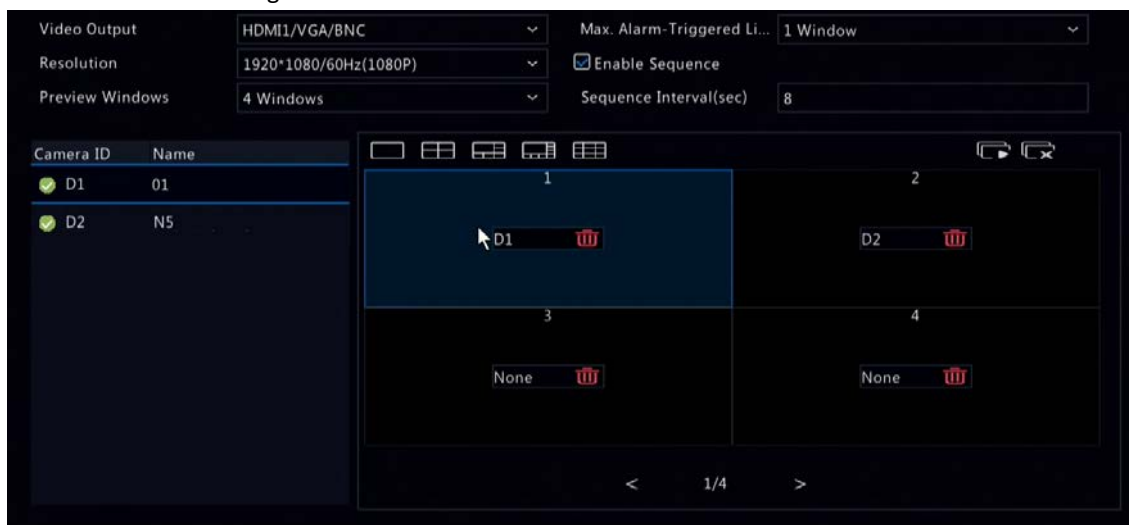 Video Output HDMI1/VGA/BNC Max. Alarm-Triggered Li... 1 Window
Resolution 1920*1080/60Hz(1080P) Enable Sequence
Preview Windows 4 Windows Sequence Interval(sec) 8
Camera ID Name
D1 01
D2 N5
1 2
D1 D2
3 4
None None
< 1/4 >